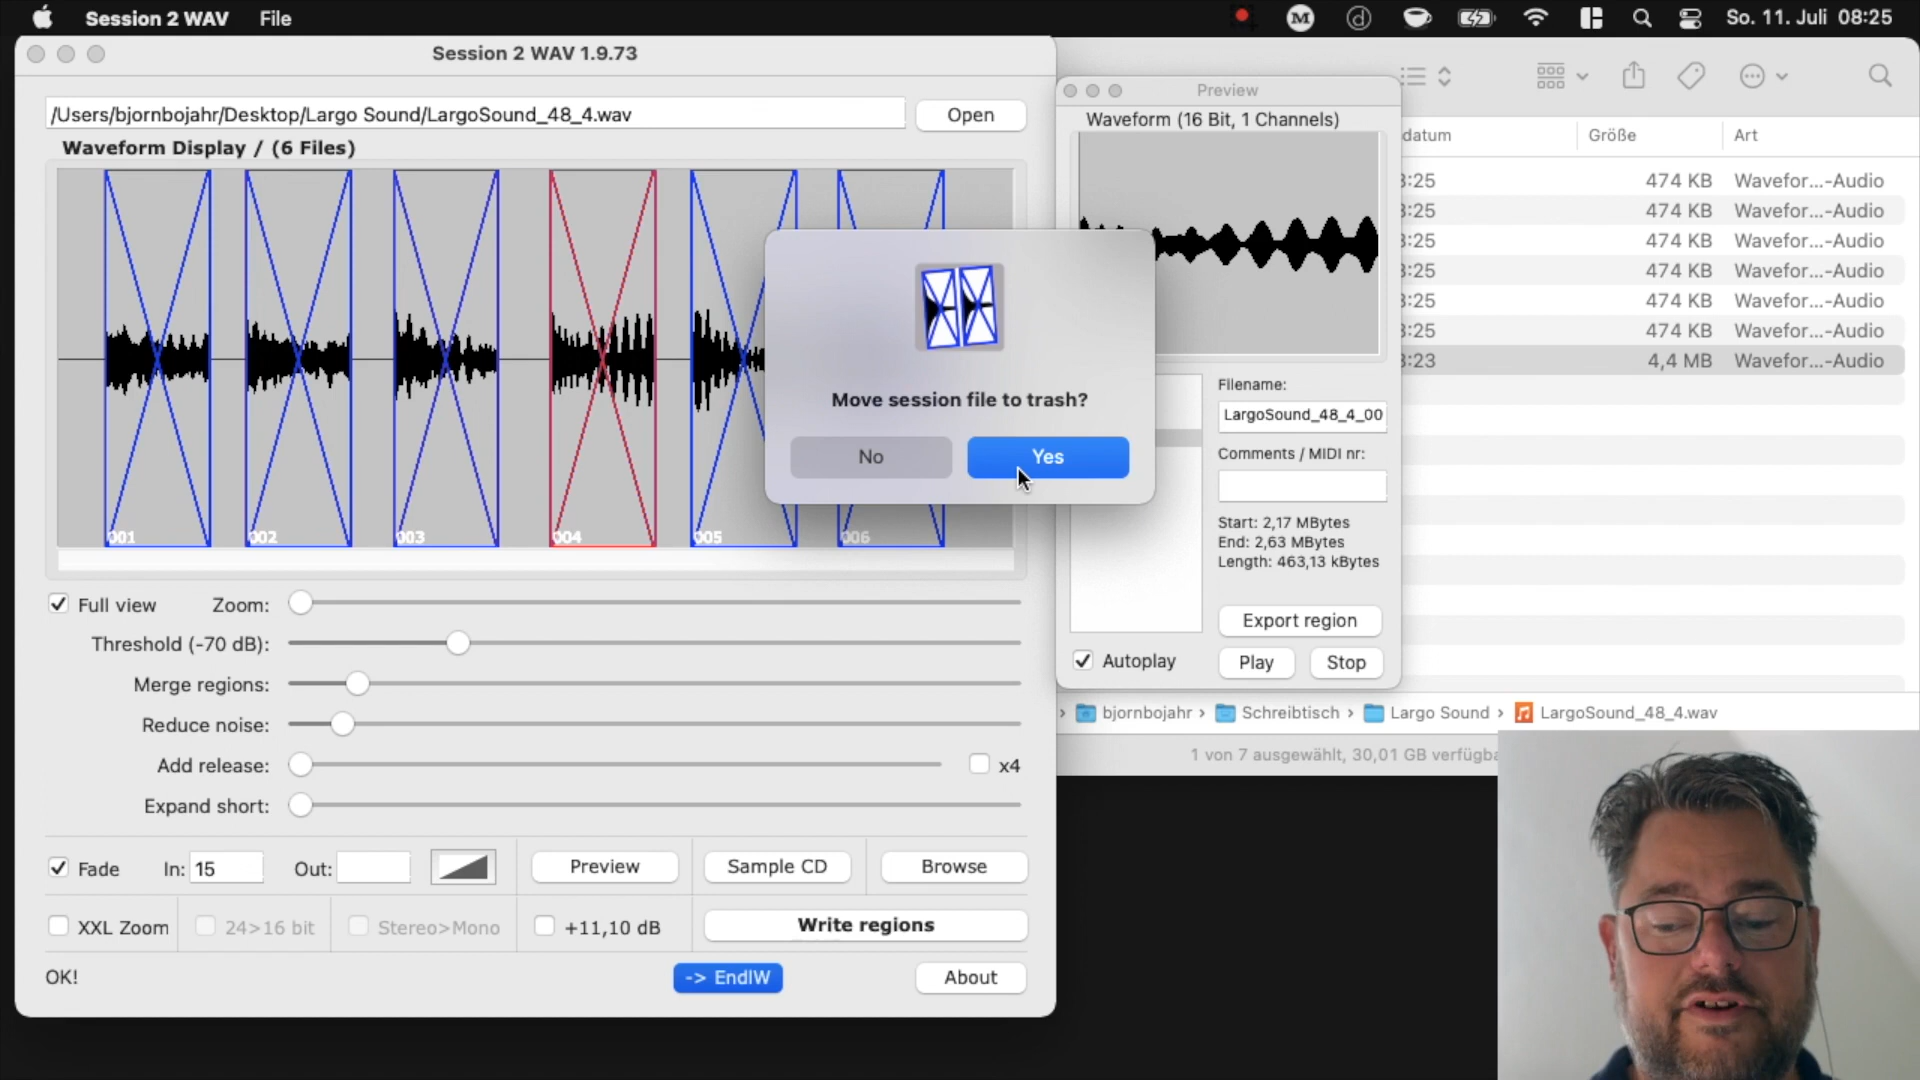 Session 2 WAV File
So. 11. Juli 08:25
Session 2 WAV 1.9.73
/Users/bjornbojahr/Desktop/Largo Sound/LargoSound_48_4.wav
Open
Waveform Display / (6 Files)
001
002
003
004
005
006
Full view
Zoom:
Threshold (-70 dB):
Merge regions:
Reduce noise:
Add release:
x4
Expand short:
Fade
In: 15
Out:
Preview
Sample CD
Browse
XXL Zoom
24>16 bit
Stereo>Mono
+11,10 dB
Write regions
OK!
-> EndIW
About
Move session file to trash?
No
Yes
Preview
Waveform (16 Bit, 1 Channels)
Filename:
LargoSound_48_4_00
Comments / MIDI nr:
Start: 2,17 MBytes
End: 2,63 MBytes
Length: 463,13 kBytes
Export region
Autoplay
Play
Stop
datum
Größe
Art
8:25 474 KB Wavefor...-Audio
8:25 474 KB Wavefor...-Audio
8:25 474 KB Wavefor...-Audio
8:25 474 KB Wavefor...-Audio
8:25 474 KB Wavefor...-Audio
8:25 474 KB Wavefor...-Audio
8:23 4,4 MB Wavefor...-Audio
bjornbojahr › Schreibtisch › Largo Sound › LargoSound_48_4.wav
1 von 7 ausgewählt, 30,01 GB verfügba